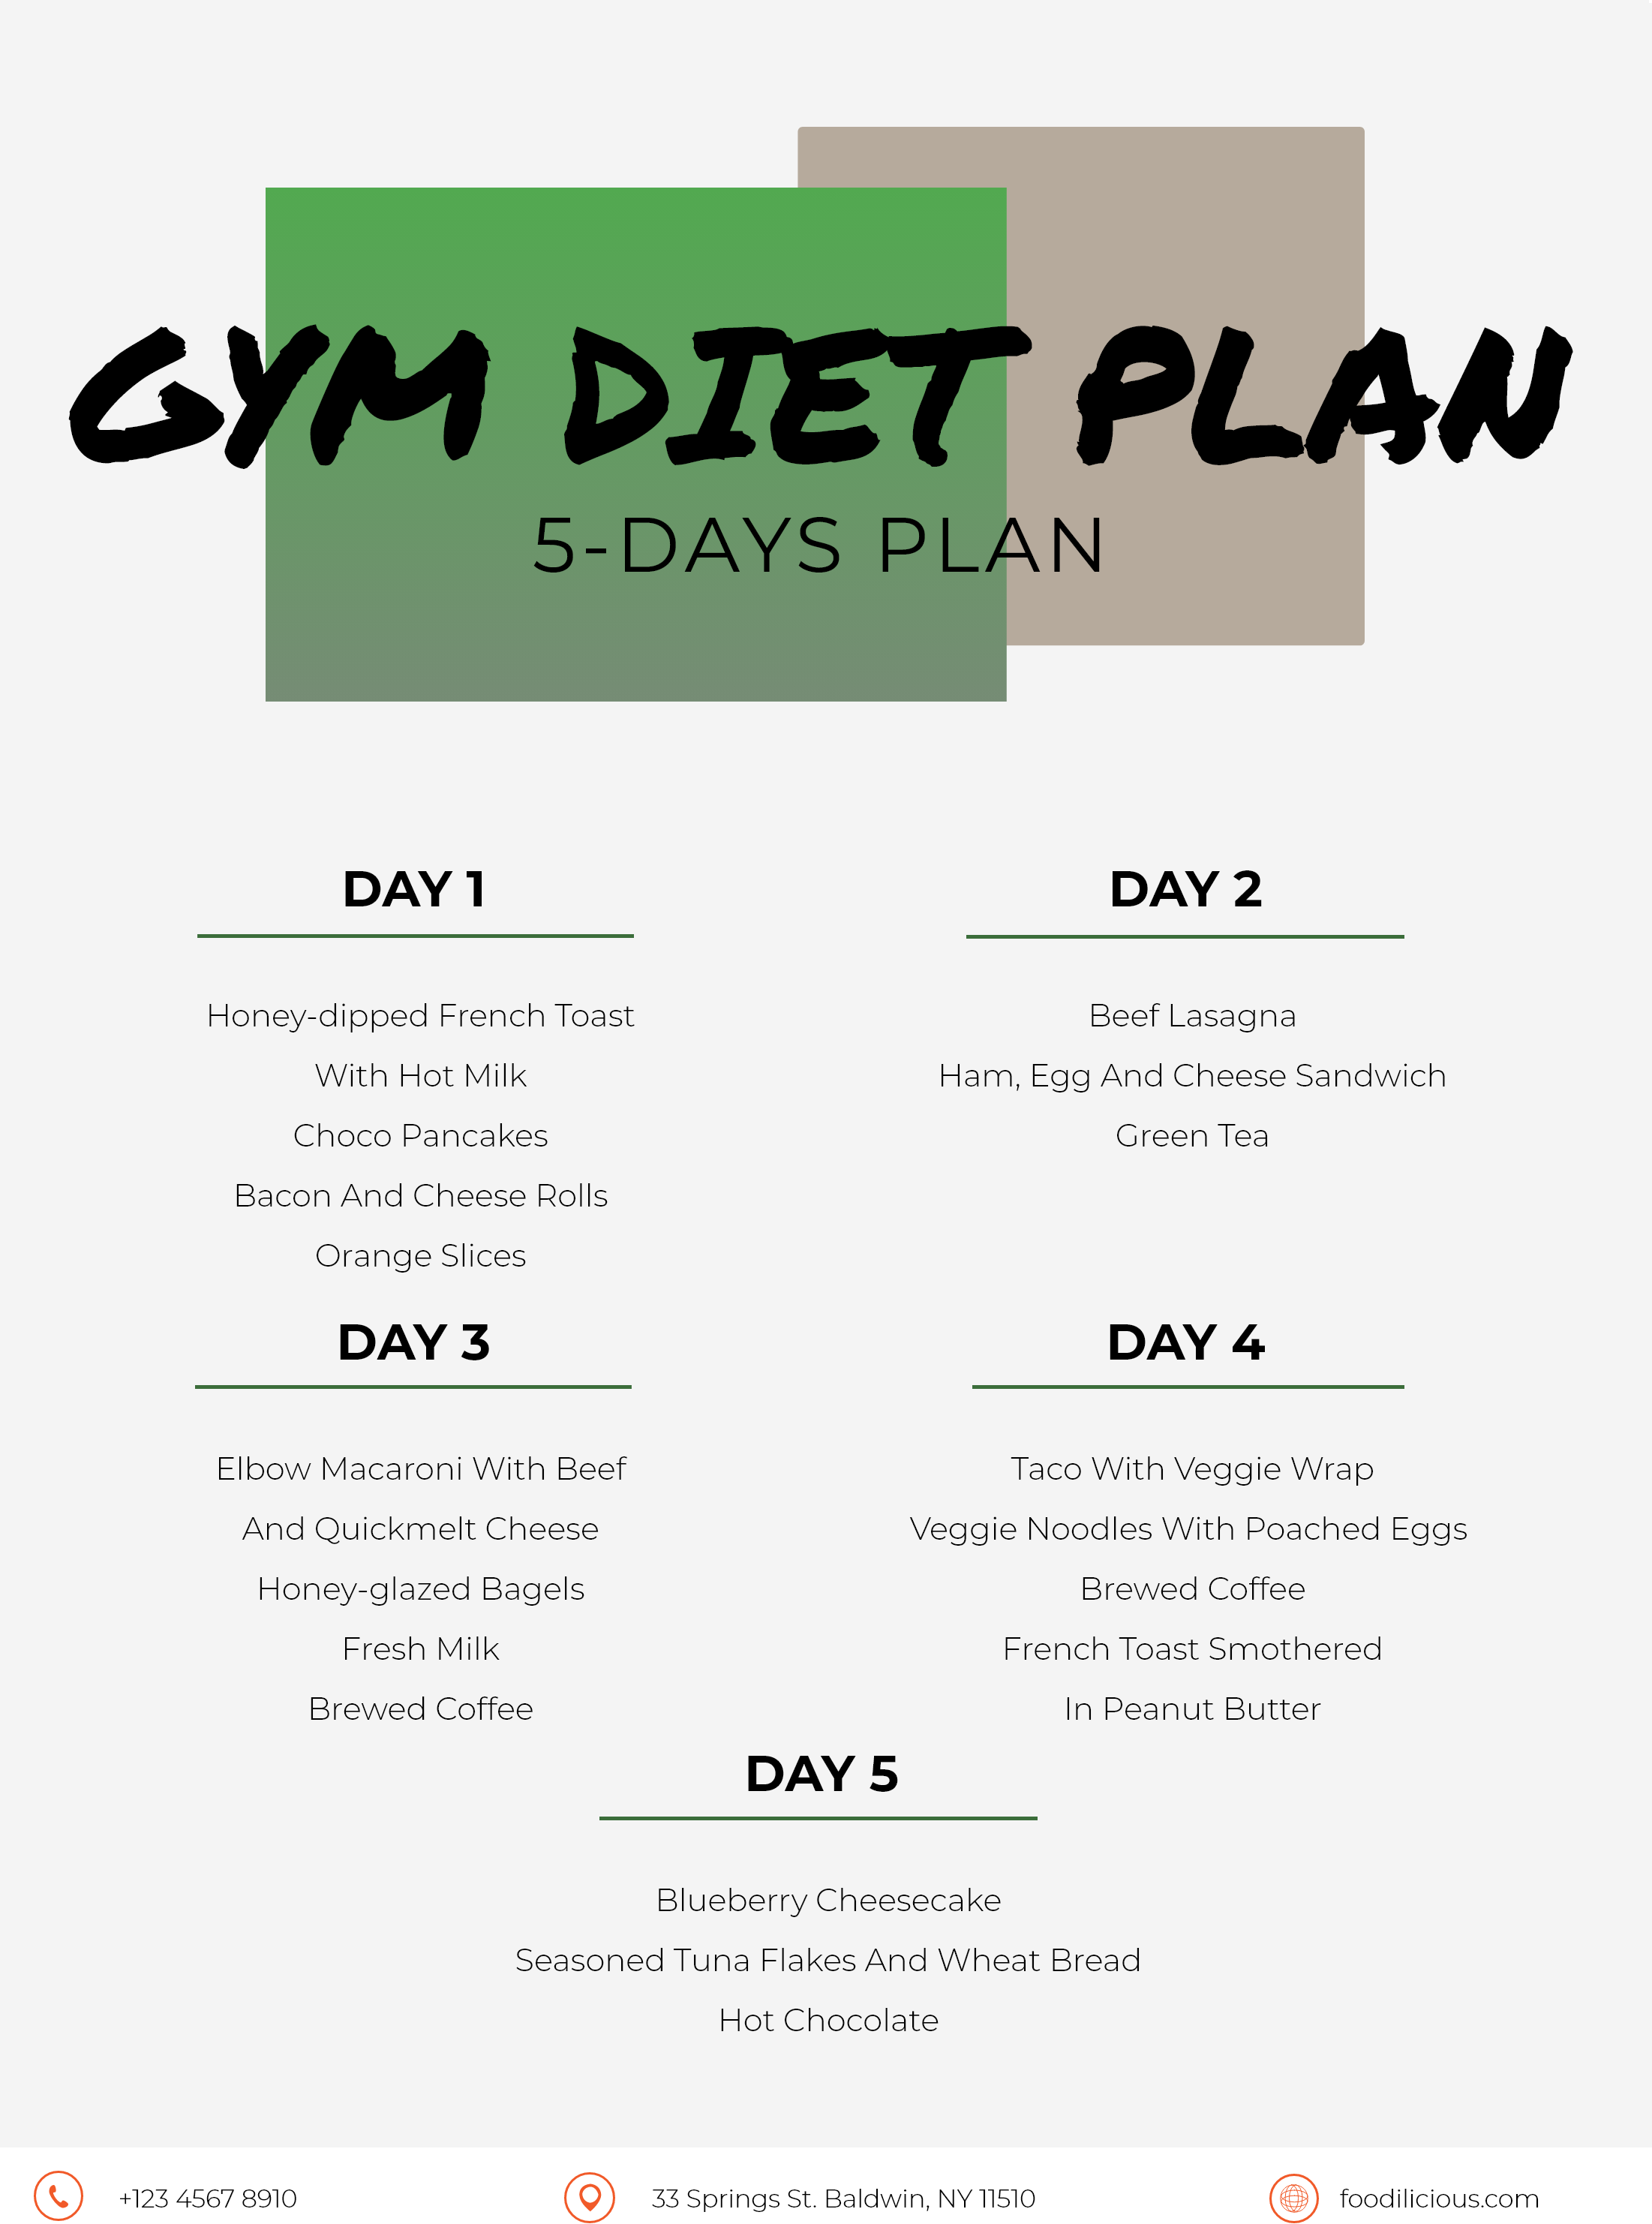 GYM DIET PLAN
5-DAYS PLAN
DAY 1
Honey-dipped French Toast
With Hot Milk
Choco Pancakes
Bacon And Cheese Rolls
Orange Slices
DAY 2
Beef Lasagna
Ham, Egg And Cheese Sandwich
Green Tea
DAY 3
Elbow Macaroni With Beef
And Quickmelt Cheese
Honey-glazed Bagels
Fresh Milk
Brewed Coffee
DAY 4
Taco With Veggie Wrap
Veggie Noodles With Poached Eggs
Brewed Coffee
French Toast Smothered
In Peanut Butter
DAY 5
Blueberry Cheesecake
Seasoned Tuna Flakes And Wheat Bread
Hot Chocolate
+123 4567 8910
33 Springs St. Baldwin, NY 11510
foodilicious.com